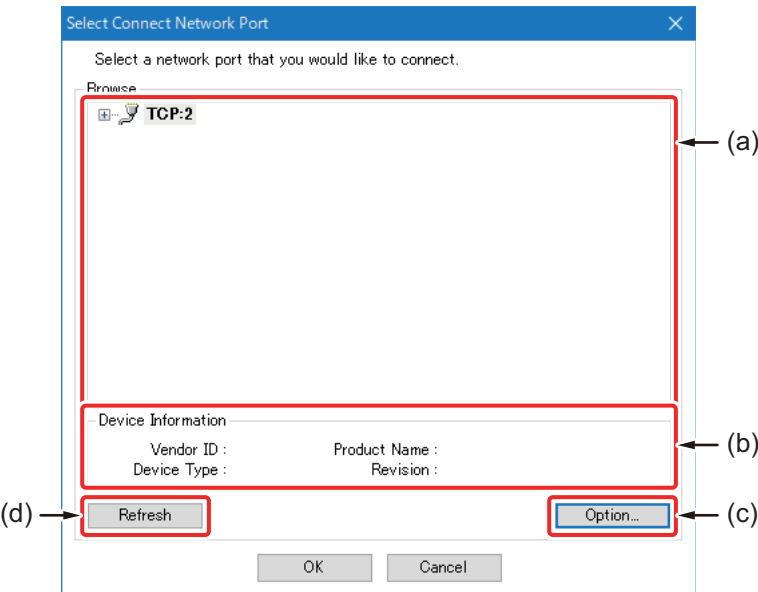 Select Connect Network Port
Select a network port that you would like to connect.
Browse
TCP:2
(a)
Device Information
Vendor ID : Product Name :
Device Type : Revision :
(b)
(d)
Refresh
Option...
(c)
OK Cancel